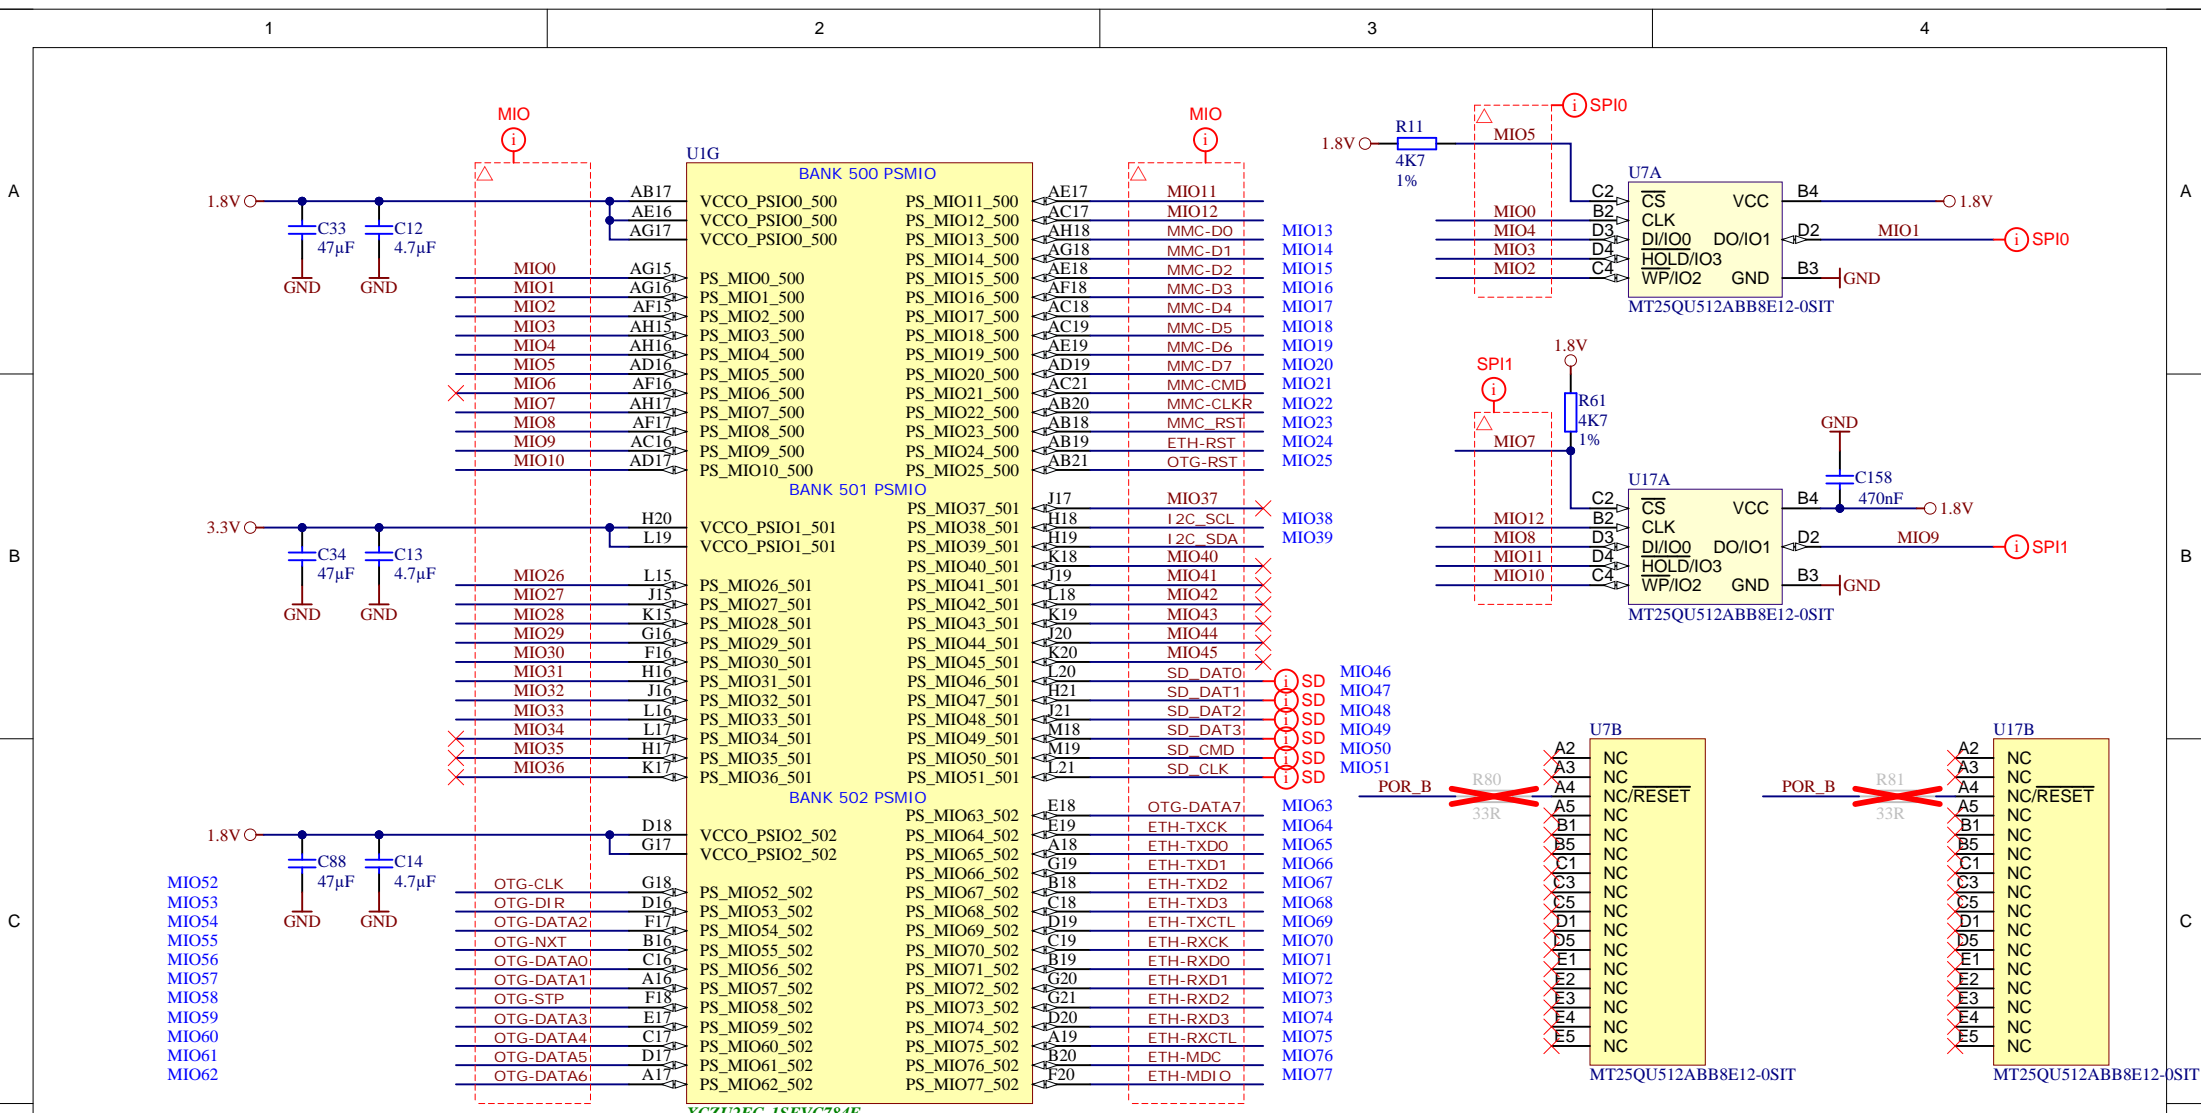 1 2 3 4
A A
B B
C C
MIO
MIO
U1G
BANK 500 PSMIO
1.8V
C33
47µF
GND
C12
4.7µF
GND
AB17 VCCO_PSIO0_500
AE16 VCCO_PSIO0_500
AG17 VCCO_PSIO0_500
MIO0 AG15 PS_MIO0_500
MIO1 AG16 PS_MIO1_500
MIO2 AF15 PS_MIO2_500
MIO3 AH15 PS_MIO3_500
MIO4 AH16 PS_MIO4_500
MIO5 AD16 PS_MIO5_500
MIO6 AF16 PS_MIO6_500
MIO7 AH17 PS_MIO7_500
MIO8 AF17 PS_MIO8_500
MIO9 AC16 PS_MIO9_500
MIO10 AD17 PS_MIO10_500
PS_MIO11_500 AE17 MIO11
PS_MIO12_500 AC17 MIO12
PS_MIO13_500 AH18 MMC-D0 MIO13
PS_MIO14_500 AG18 MMC-D1 MIO14
PS_MIO15_500 AE18 MMC-D2 MIO15
PS_MIO16_500 AF18 MMC-D3 MIO16
PS_MIO17_500 AC18 MMC-D4 MIO17
PS_MIO18_500 AC19 MMC-D5 MIO18
PS_MIO19_500 AE19 MMC-D6 MIO19
PS_MIO20_500 AD19 MMC-D7 MIO20
PS_MIO21_500 AC21 MMC-CMD MIO21
PS_MIO22_500 AB20 MMC-CLKR MIO22
PS_MIO23_500 AB18 MMC_RST MIO23
PS_MIO24_500 AB19 ETH-RST MIO24
PS_MIO25_500 AB21 OTG-RST MIO25
BANK 501 PSMIO
3.3V
C34
47µF
GND
C13
4.7µF
GND
H20 VCCO_PSIO1_501
L19 VCCO_PSIO1_501
MIO26 L15 PS_MIO26_501
MIO27 J15 PS_MIO27_501
MIO28 K15 PS_MIO28_501
MIO29 G16 PS_MIO29_501
MIO30 F16 PS_MIO30_501
MIO31 H16 PS_MIO31_501
MIO32 J16 PS_MIO32_501
MIO33 L16 PS_MIO33_501
MIO34 L17 PS_MIO34_501
MIO35 H17 PS_MIO35_501
MIO36 K17 PS_MIO36_501
PS_MIO37_501 J17 MIO37
PS_MIO38_501 H18 I2C_SCL MIO38
PS_MIO39_501 H19 I2C_SDA MIO39
PS_MIO40_501 K18 MIO40
PS_MIO41_501 J19 MIO41
PS_MIO42_501 L18 MIO42
PS_MIO43_501 K19 MIO43
PS_MIO44_501 J20 MIO44
PS_MIO45_501 K20 MIO45
PS_MIO46_501 L20 SD_DAT0 SD MIO46
PS_MIO47_501 H21 SD_DAT1 SD MIO47
PS_MIO48_501 J21 SD_DAT2 SD MIO48
PS_MIO49_501 M18 SD_DAT3 SD MIO49
PS_MIO50_501 M19 SD_CMD SD MIO50
PS_MIO51_501 L21 SD_CLK SD MIO51
BANK 502 PSMIO
1.8V
C88
47µF
GND
C14
4.7µF
GND
D18 VCCO_PSIO2_502
G17 VCCO_PSIO2_502
MIO52 OTG-CLK G18 PS_MIO52_502
MIO53 OTG-DIR D16 PS_MIO53_502
MIO54 OTG-DATA2 F17 PS_MIO54_502
MIO55 OTG-NXT B16 PS_MIO55_502
MIO56 OTG-DATA0 C16 PS_MIO56_502
MIO57 OTG-DATA1 A16 PS_MIO57_502
MIO58 OTG-STP F18 PS_MIO58_502
MIO59 OTG-DATA3 E17 PS_MIO59_502
MIO60 OTG-DATA4 C17 PS_MIO60_502
MIO61 OTG-DATA5 D17 PS_MIO61_502
MIO62 OTG-DATA6 A17 PS_MIO62_502
PS_MIO63_502 E18 OTG-DATA7 MIO63
PS_MIO64_502 E19 ETH-TXCK MIO64
PS_MIO65_502 A18 ETH-TXD0 MIO65
PS_MIO66_502 G19 ETH-TXD1 MIO66
PS_MIO67_502 B18 ETH-TXD2 MIO67
PS_MIO68_502 C18 ETH-TXD3 MIO68
PS_MIO69_502 D19 ETH-TXCTL MIO69
PS_MIO70_502 C19 ETH-RXCK MIO70
PS_MIO71_502 B19 ETH-RXD0 MIO71
PS_MIO72_502 G20 ETH-RXD1 MIO72
PS_MIO73_502 G21 ETH-RXD2 MIO73
PS_MIO74_502 D20 ETH-RXD3 MIO74
PS_MIO75_502 A19 ETH-RXCTL MIO75
PS_MIO76_502 B20 ETH-MDC MIO76
PS_MIO77_502 F20 ETH-MDIO MIO77
XCZU2EG-1SFVC784E
SPI0
1.8V R11 MIO5
4K7
1%
U7A
C2 CS VCC B4 1.8V
MIO0 B2 CLK
MIO4 D3 DI/IO0 DO/IO1 D2 MIO1 SPI0
MIO3 D4 HOLD/IO3
MIO2 C4 WP/IO2 GND B3 GND
MT25QU512ABB8E12-0SIT
SPI1
1.8V
R61
4K7
1%
MIO7
GND
C158
470nF
U17A
C2 CS VCC B4 1.8V
MIO12 B2 CLK
MIO8 D3 DI/IO0 DO/IO1 D2 MIO9 SPI1
MIO11 D4 HOLD/IO3
MIO10 C4 WP/IO2 GND B3 GND
MT25QU512ABB8E12-0SIT
U7B
A2 NC
A3 NC
POR_B R80 33R A4 NC/RESET
A5 NC
B1 NC
B5 NC
C1 NC
C3 NC
C5 NC
D1 NC
D5 NC
E1 NC
E2 NC
E3 NC
E4 NC
E5 NC
MT25QU512ABB8E12-0SIT
U17B
A2 NC
A3 NC
POR_B R81 33R A4 NC/RESET
A5 NC
B1 NC
B5 NC
C1 NC
C3 NC
C5 NC
D1 NC
D5 NC
E1 NC
E2 NC
E3 NC
E4 NC
E5 NC
MT25QU512ABB8E12-0SIT